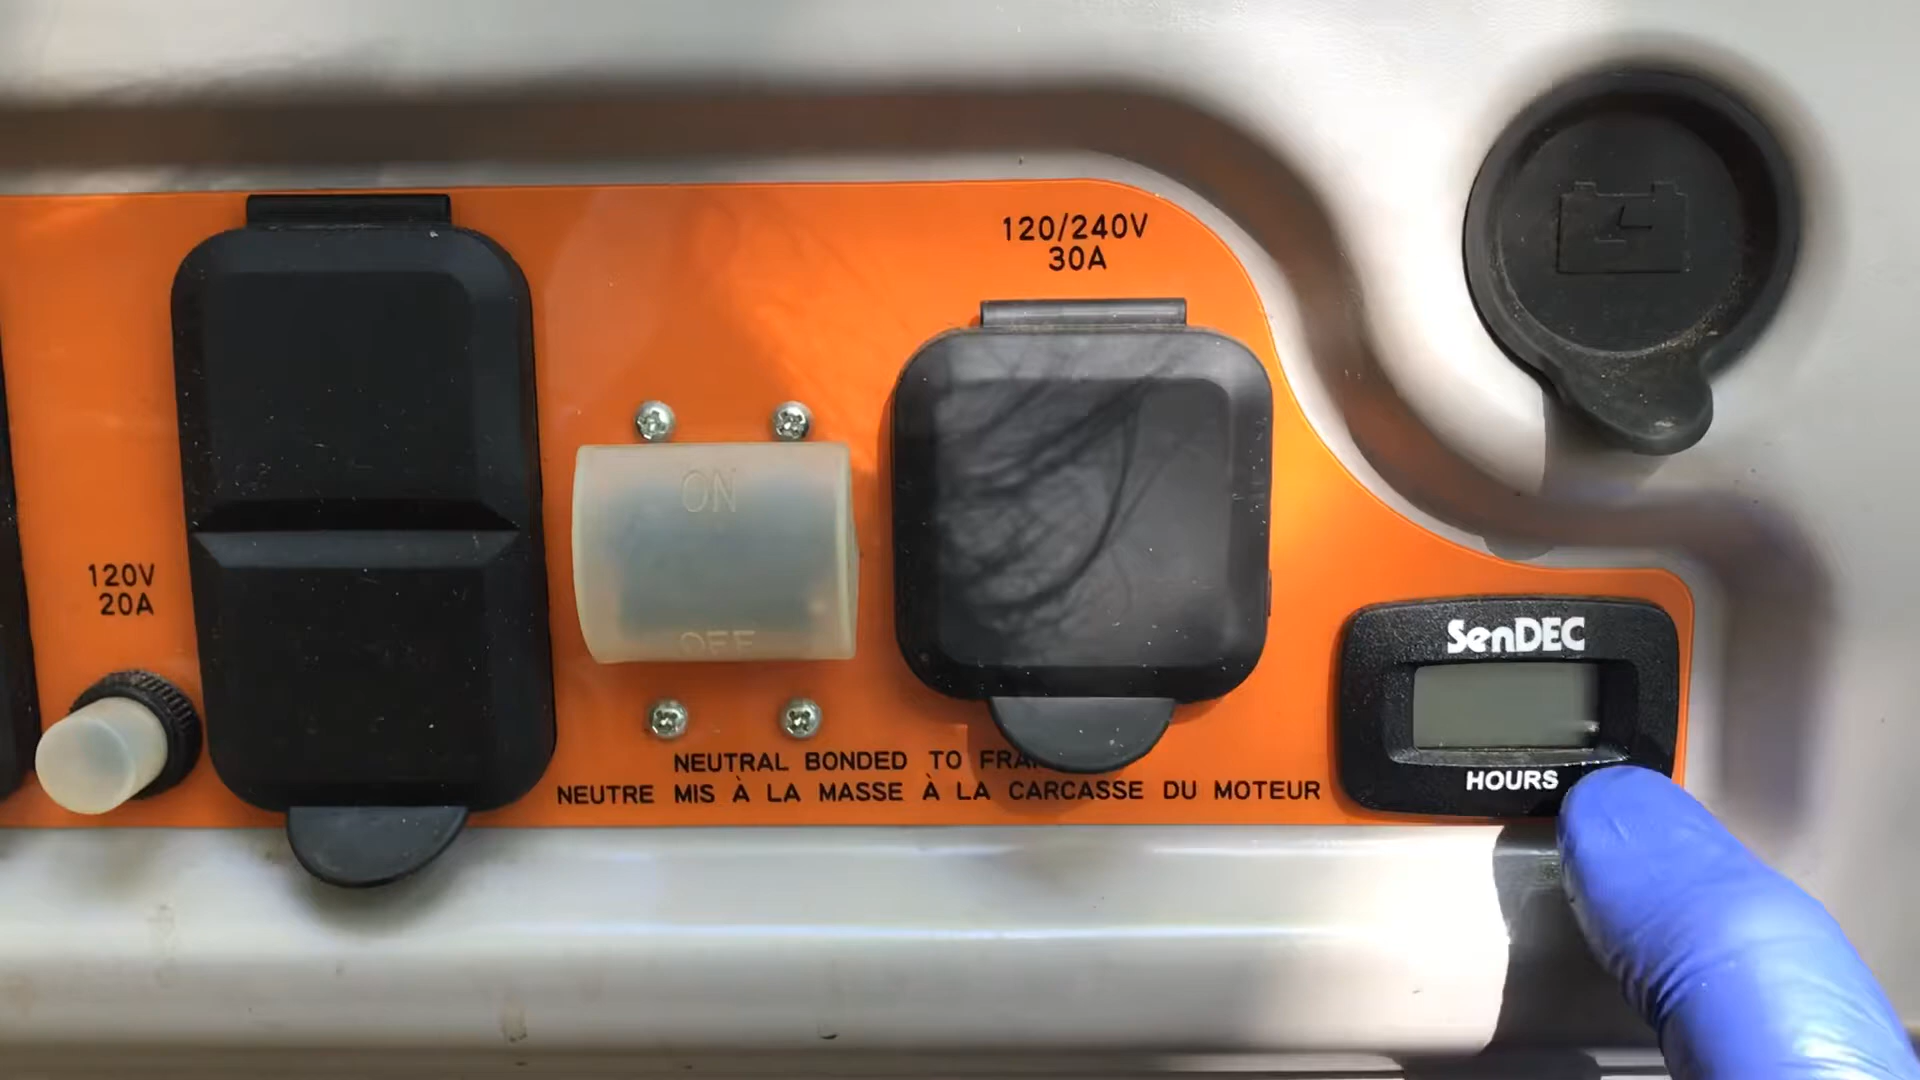 120/240V
30A
ON
120V
20A
OFF
SenDEC
HOURS
NEUTRAL BONDED TO
NEUTRE MIS À LA MASSE À LA CARCASSE DU MOTEUR